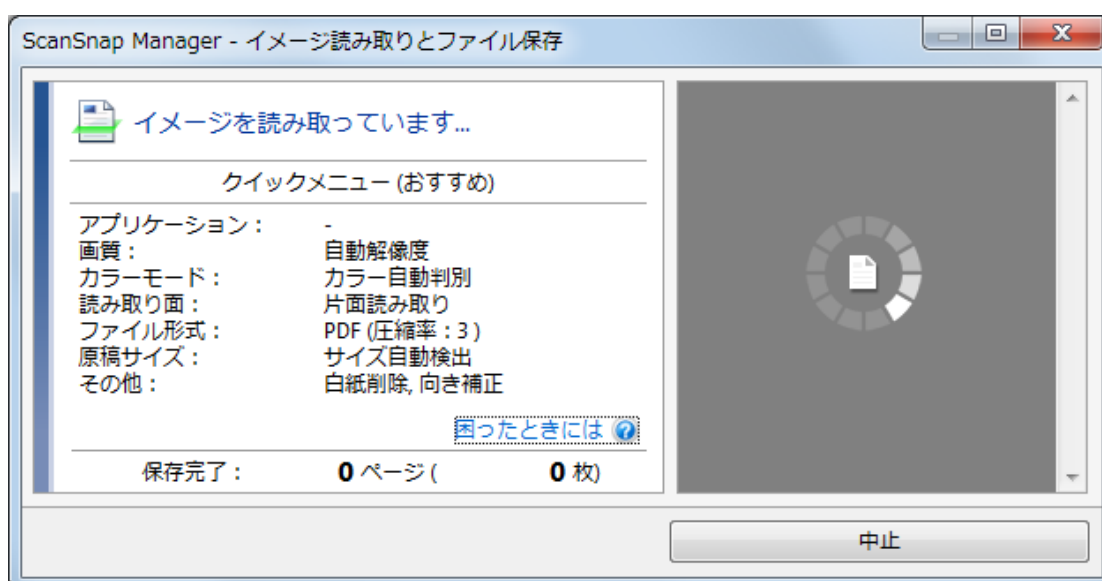 ScanSnap Manager - イメージ読み取りとファイル保存
イメージを読み取っています...
クイックメニュー (おすすめ)
アプリケーション： -
画質： 自動解像度
カラーモード： カラー自動判別
読み取り面： 片面読み取り
ファイル形式： PDF (圧縮率：3 )
原稿サイズ： サイズ自動検出
その他： 白紙削除, 向き補正
困ったときには ?
保存完了： 0 ページ ( 0 枚)
中止